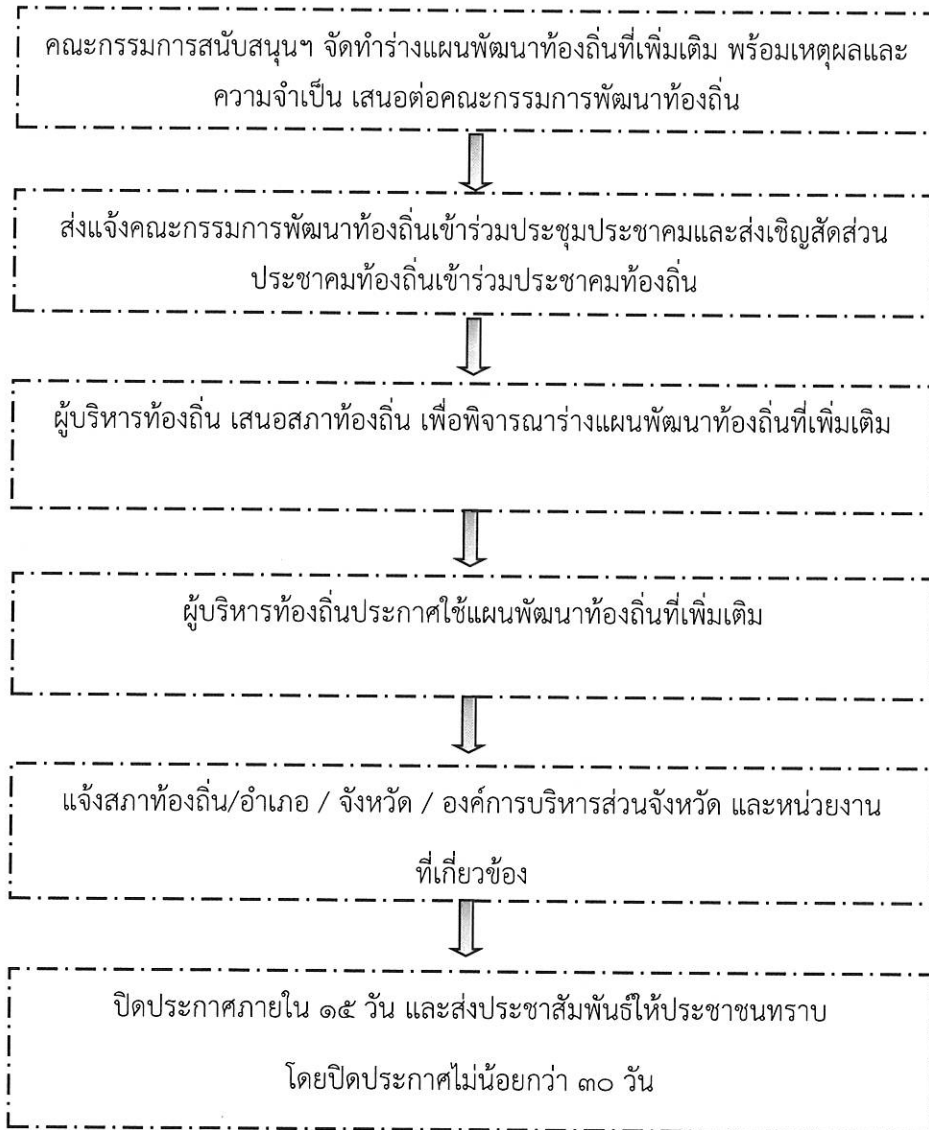 คณะกรรมการสนับสนุนฯ จัดทำร่างแผนพัฒนาท้องถิ่นที่เพิ่มเติม พร้อมเหตุผลและ
ความจำเป็น เสนอต่อคณะกรรมการพัฒนาท้องถิ่น
ส่งแจ้งคณะกรรมการพัฒนาท้องถิ่นเข้าร่วมประชุมประชาคมและส่งเชิญสัดส่วน
ประชาคมท้องถิ่นเข้าร่วมประชาคมท้องถิ่น
ผู้บริหารท้องถิ่น เสนอสภาท้องถิ่น เพื่อพิจารณาร่างแผนพัฒนาท้องถิ่นที่เพิ่มเติม
ผู้บริหารท้องถิ่นประกาศใช้แผนพัฒนาท้องถิ่นที่เพิ่มเติม
แจ้งสภาท้องถิ่น/อำเภอ / จังหวัด / องค์การบริหารส่วนจังหวัด และหน่วยงาน
ที่เกี่ยวข้อง
ปิดประกาศภายใน ๑๕ วัน และส่งประชาสัมพันธ์ให้ประชาชนทราบ
โดยปิดประกาศไม่น้อยกว่า ๓๐ วัน